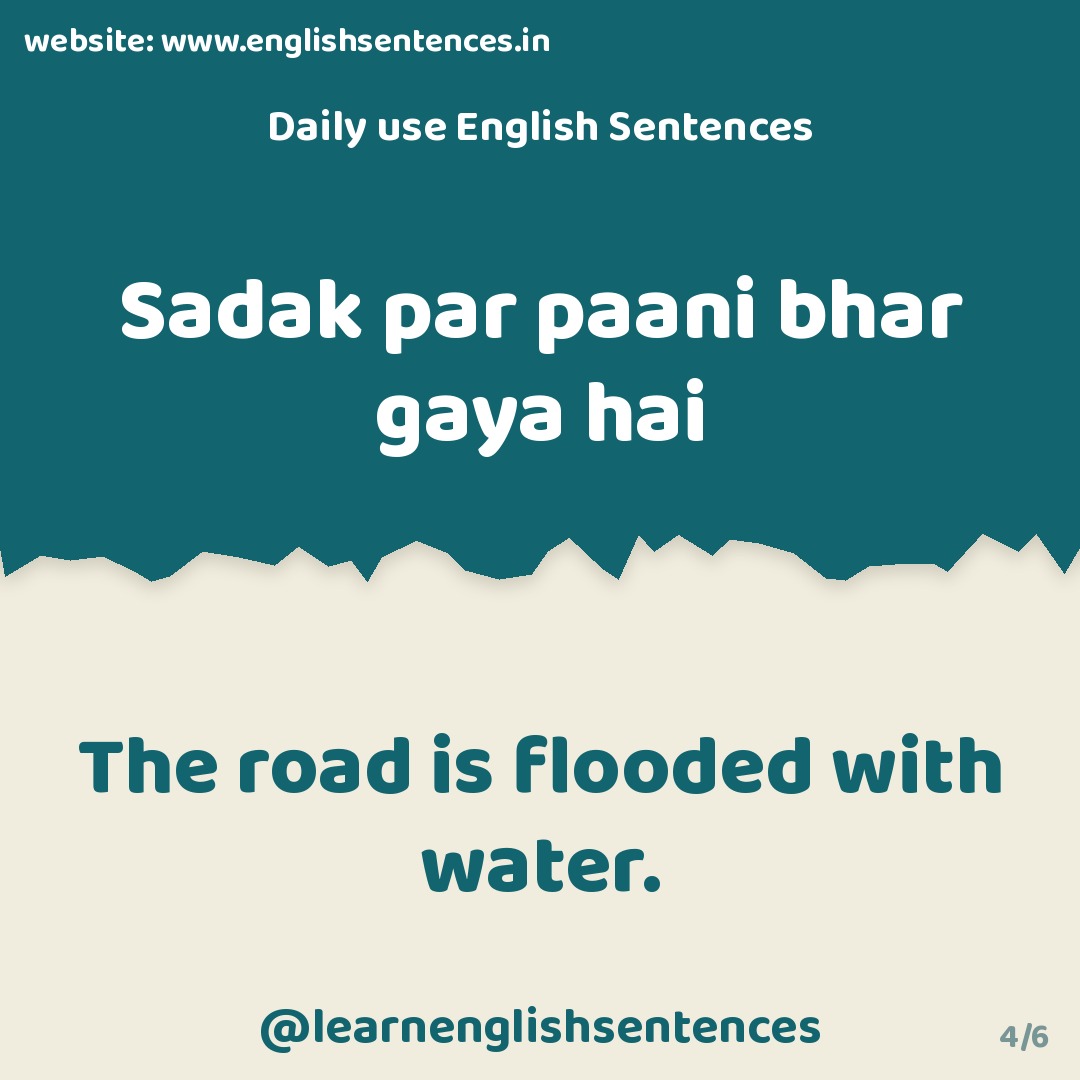 website: www.englishsentences.in
Daily use English Sentences
Sadak par paani bhar
gaya hai
The road is flooded with
water.
@learnenglishsentences
4/6